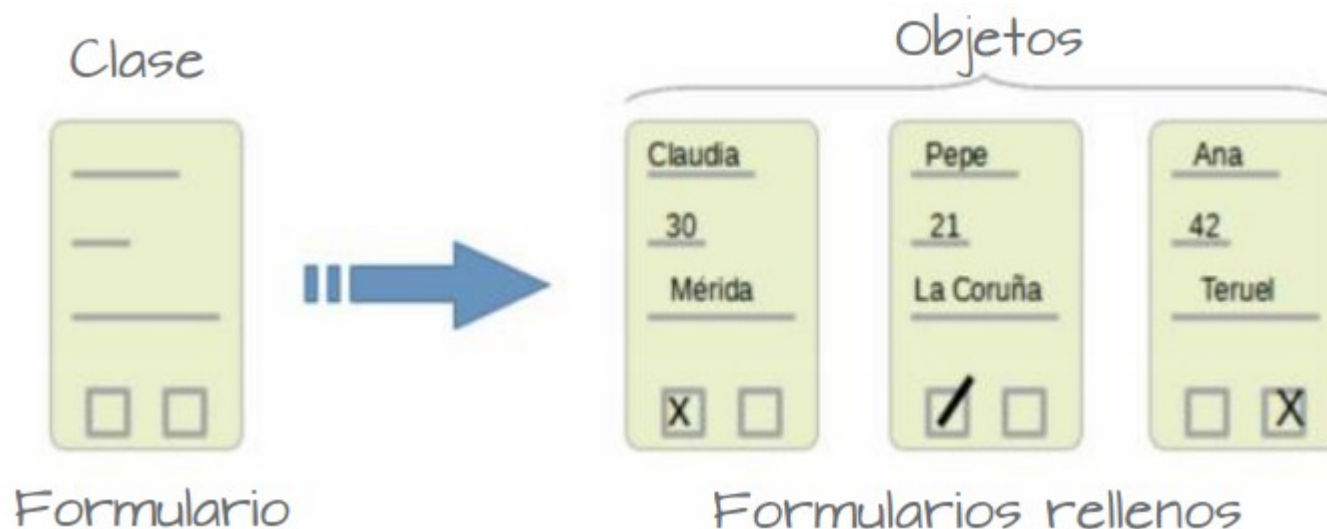 Clase
Objetos
Claudia
30
Mérida
X
Pepe
21
La Coruña
Ana
42
Teruel
X
Formulario
Formularios rellenos